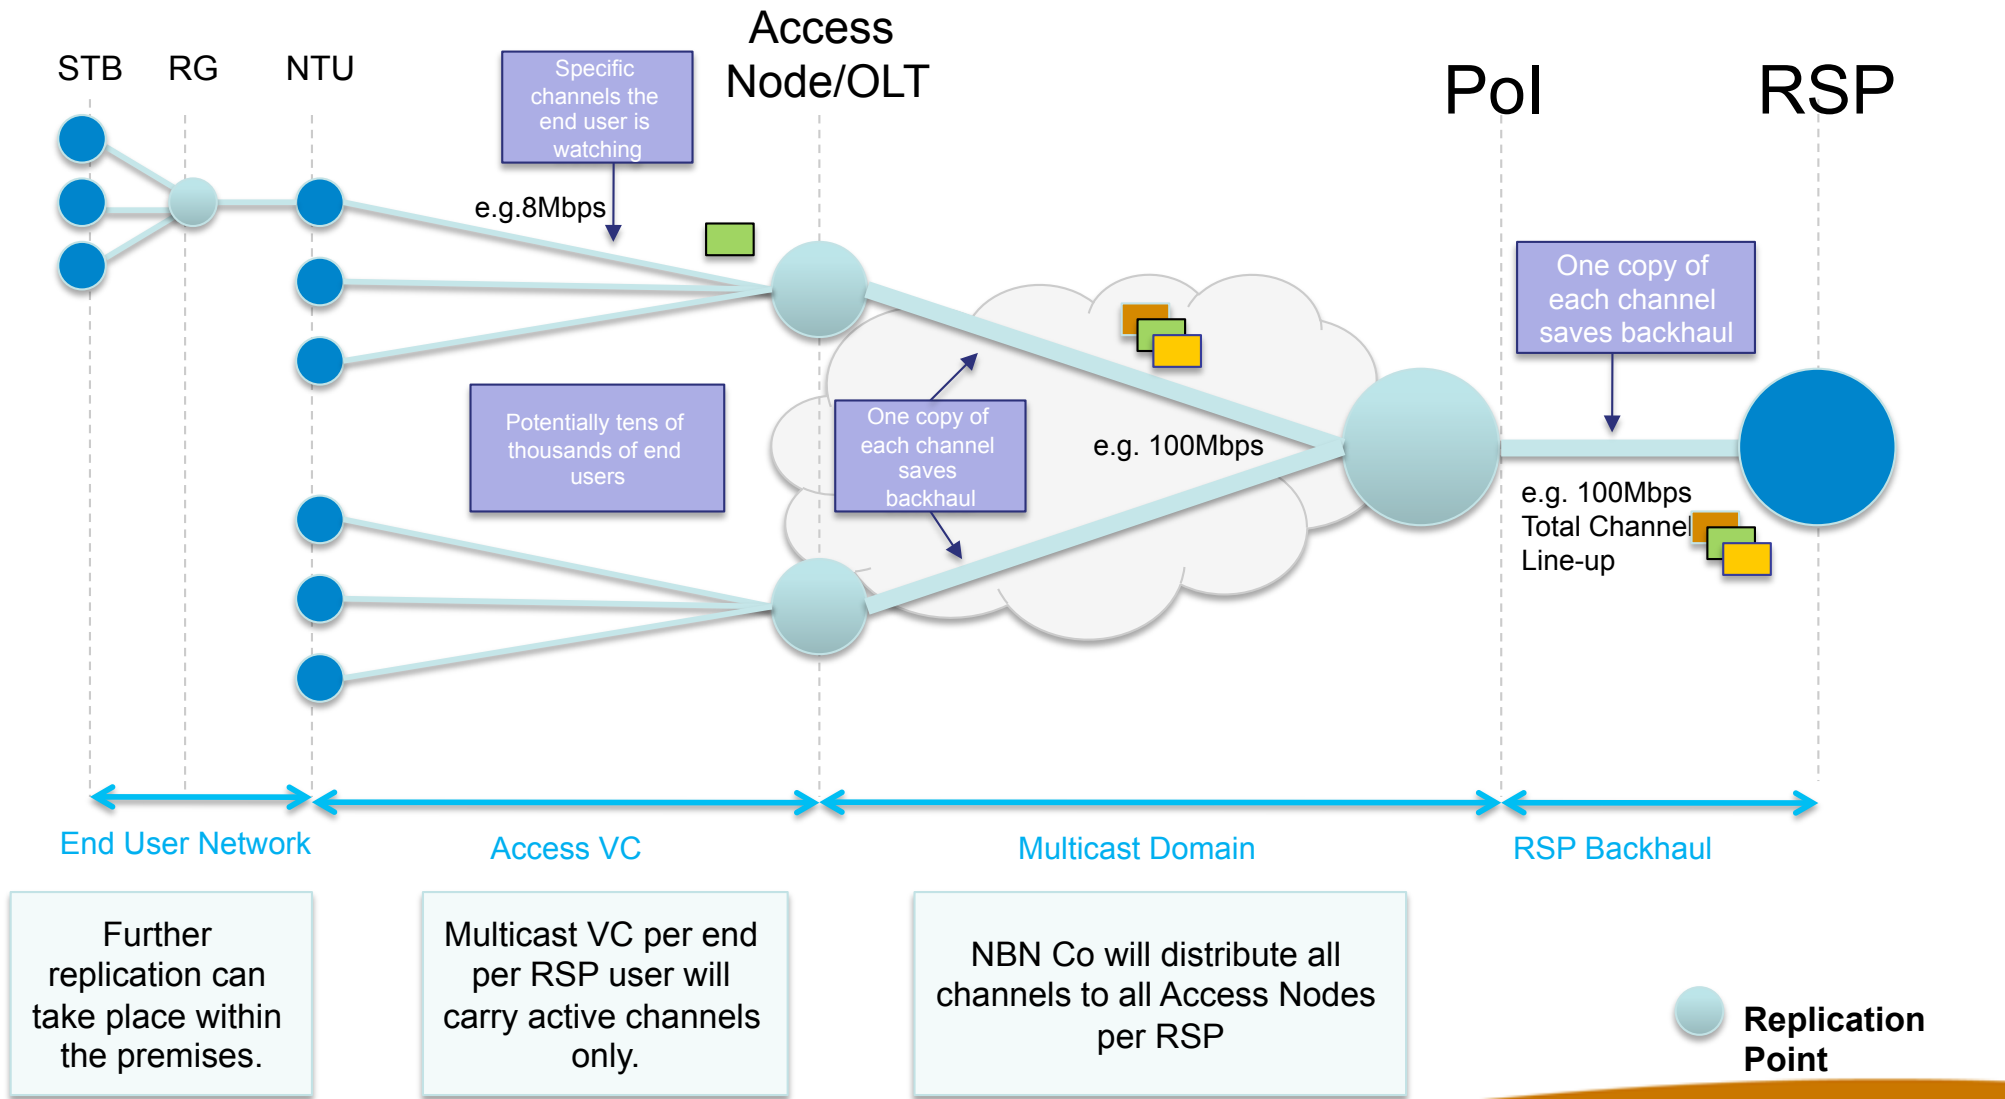 STB
RG
NTU
Access
Node/OLT
PoI
RSP
Specific
channels the
end user is
watching
e.g.8Mbps
One copy of
each channel
saves backhaul
Potentially tens of
thousands of end
users
One copy of
each channel
saves
backhaul
e.g. 100Mbps
e.g. 100Mbps
Total Channel
Line-up
End User Network
Access VC
Multicast Domain
RSP Backhaul
Further
replication can
take place within
the premises.
Multicast VC per end
per RSP user will
carry active channels
only.
NBN Co will distribute all
channels to all Access Nodes
per RSP
Replication
Point